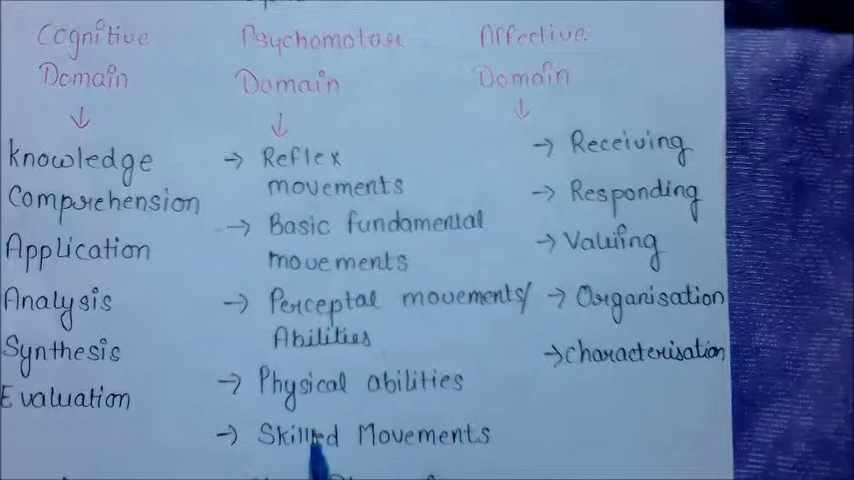 Cognitive
Domain
↓
Knowledge
Comprehension
Application
Analysis
Synthesis
Evaluation
Psychomotor
Domain
↓
→ Reflex
movements
→ Basic fundamental
movements
→ Perceptal movements/
Abilities
→ Physical abilities
→ Skilled Movements
Affective
Domain
↓
→ Receiving
→ Responding
→ Valuing
→ Organisation
→ characterisation